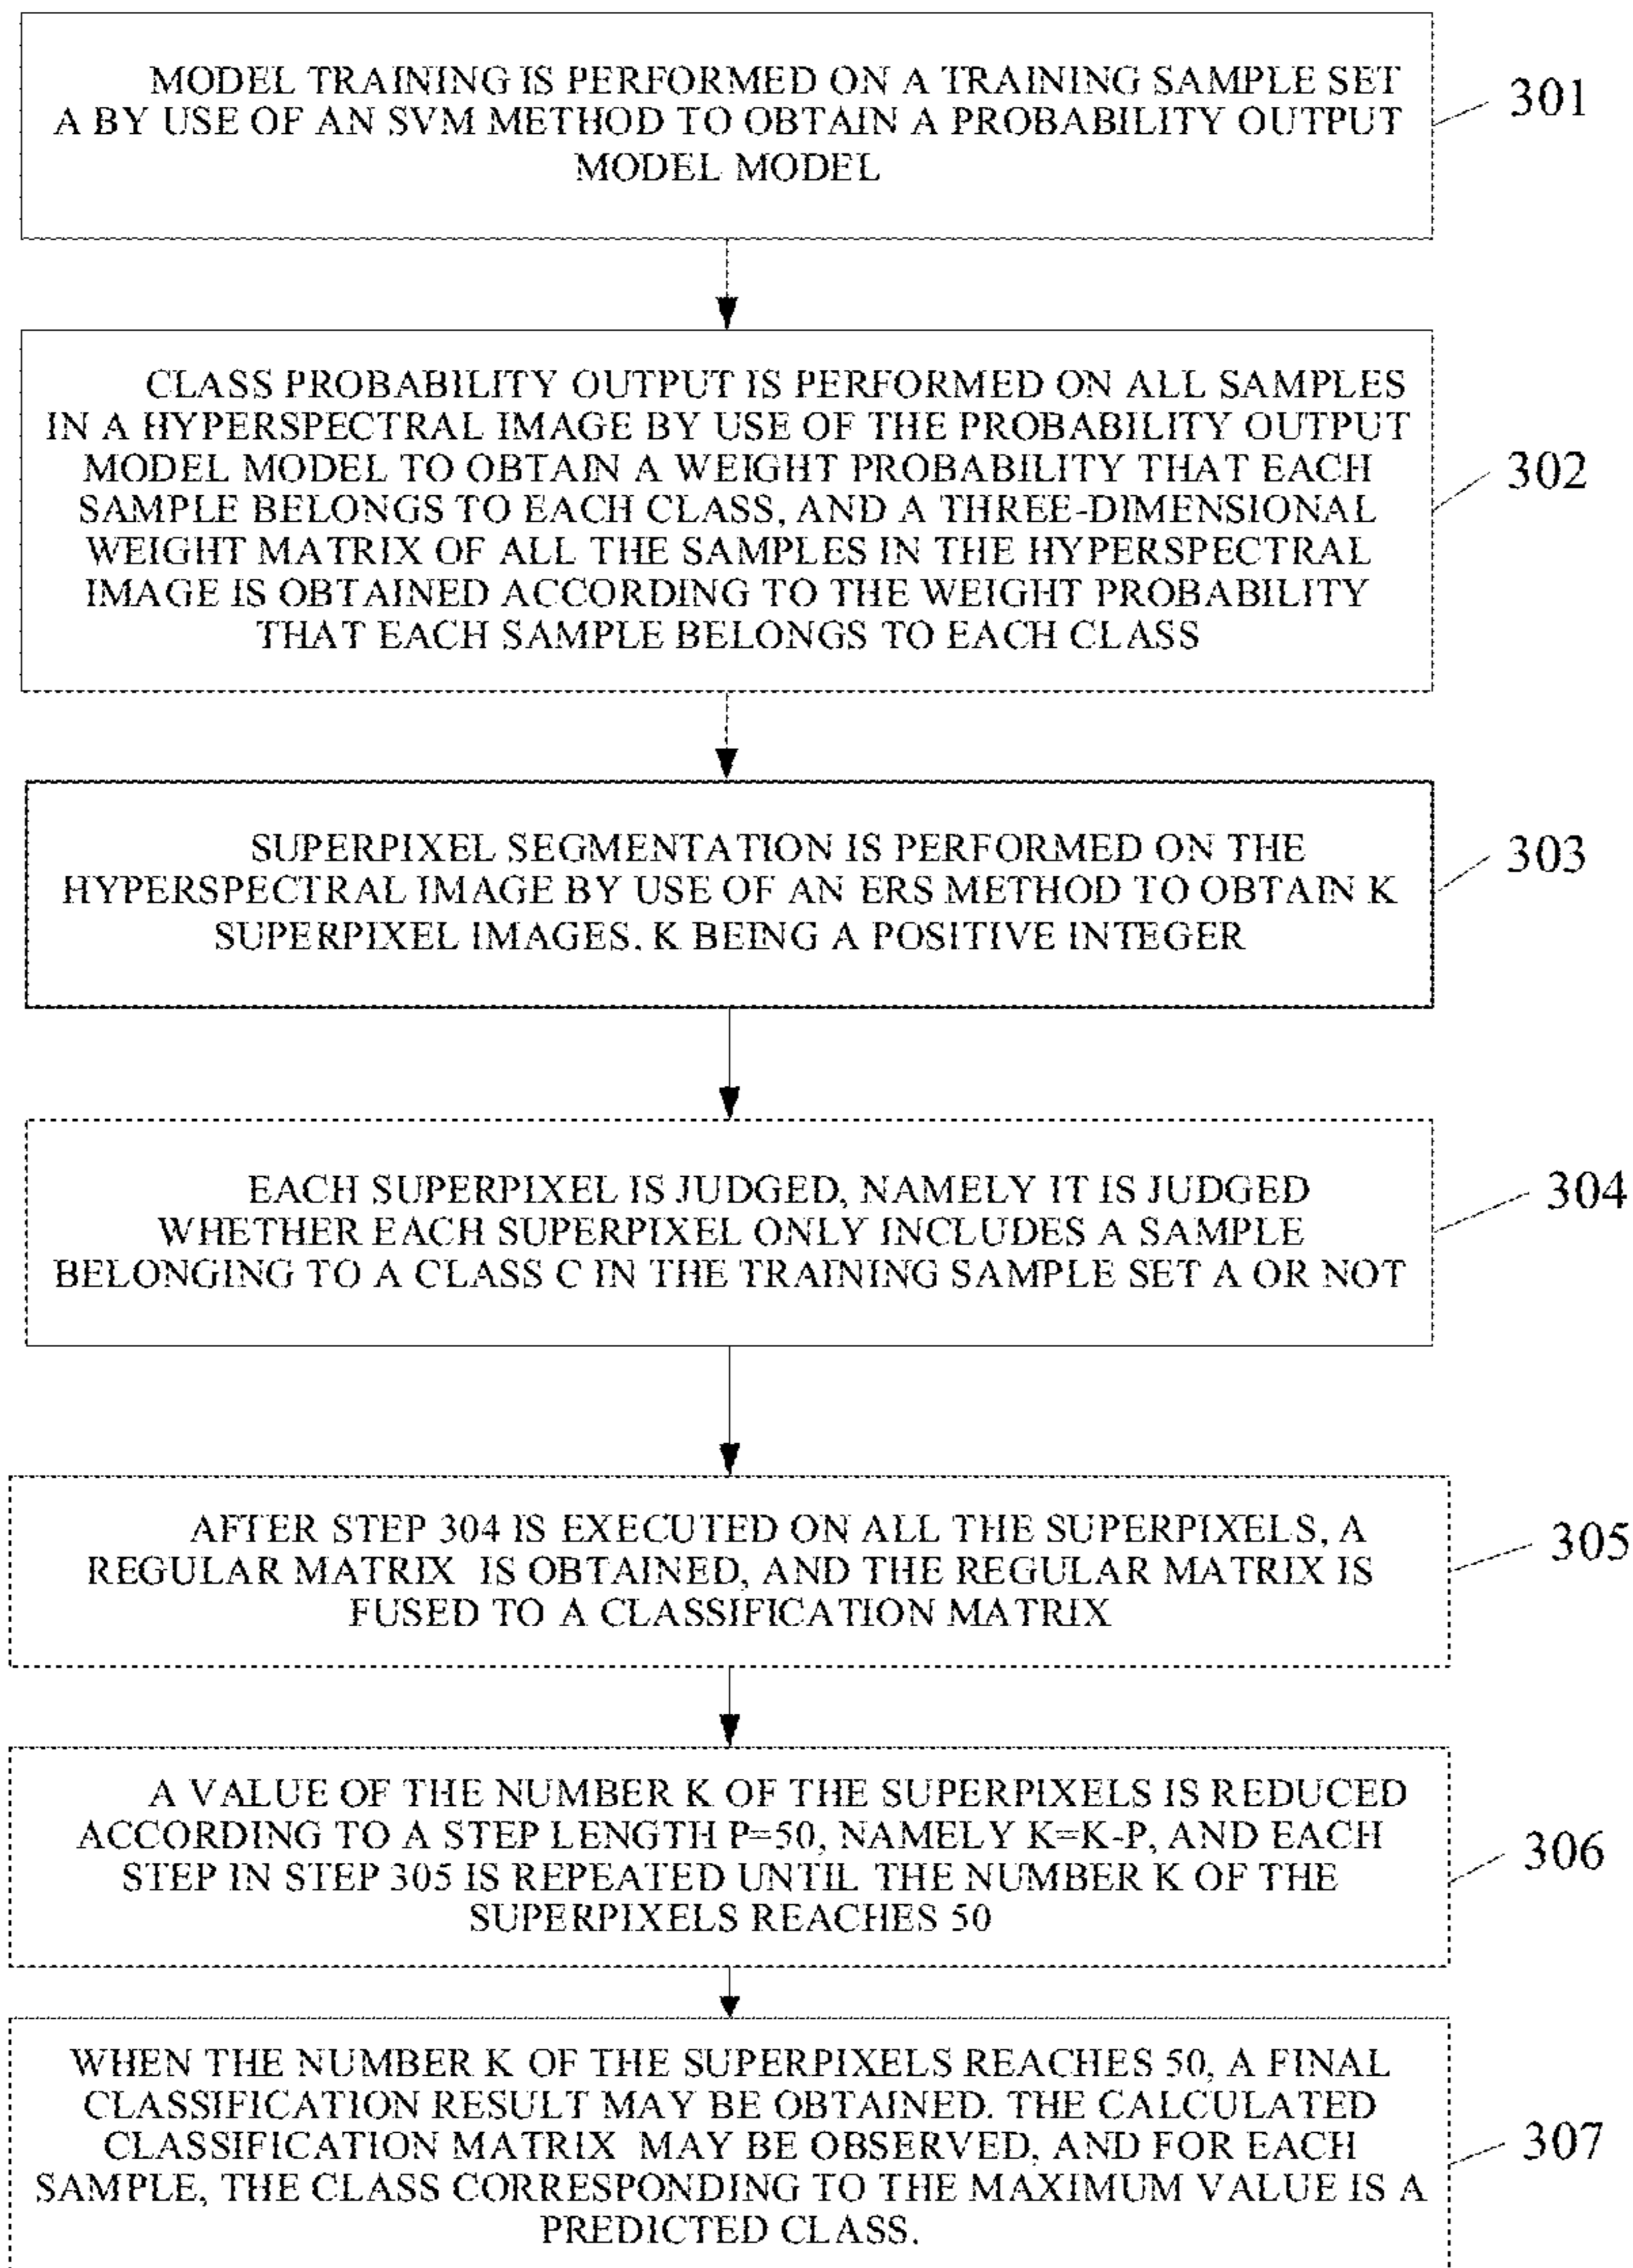 MODEL TRAINING IS PERFORMED ON A TRAINING SAMPLE SET
A BY USE OF AN SVM METHOD TO OBTAIN A PROBABILITY OUTPUT
MODEL MODEL
301
CLASS PROBABILITY OUTPUT IS PERFORMED ON ALL SAMPLES
IN A HYPERSPECTRAL IMAGE BY USE OF THE PROBABILITY OUTPUT
MODEL MODEL TO OBTAIN A WEIGHT PROBABILITY THAT EACH
SAMPLE BELONGS TO EACH CLASS, AND A THREE-DIMENSIONAL
WEIGHT MATRIX OF ALL THE SAMPLES IN THE HYPERSPECTRAL
IMAGE IS OBTAINED ACCORDING TO THE WEIGHT PROBABILITY
THAT EACH SAMPLE BELONGS TO EACH CLASS
302
SUPERPIXEL SEGMENTATION IS PERFORMED ON THE
HYPERSPECTRAL IMAGE BY USE OF AN ERS METHOD TO OBTAIN K
SUPERPIXEL IMAGES. K BEING A POSITIVE INTEGER
303
EACH SUPERPIXEL IS JUDGED, NAMELY IT IS JUDGED
WHETHER EACH SUPERPIXEL ONLY INCLUDES A SAMPLE
BELONGING TO A CLASS C IN THE TRAINING SAMPLE SET A OR NOT
304
AFTER STEP 304 IS EXECUTED ON ALL THE SUPERPIXELS, A
REGULAR MATRIX IS OBTAINED, AND THE REGULAR MATRIX IS
FUSED TO A CLASSIFICATION MATRIX
305
A VALUE OF THE NUMBER K OF THE SUPERPIXELS IS REDUCED
ACCORDING TO A STEP LENGTH P=50, NAMELY K=K-P, AND EACH
STEP IN STEP 305 IS REPEATED UNTIL THE NUMBER K OF THE
SUPERPIXELS REACHES 50
306
WHEN THE NUMBER K OF THE SUPERPIXELS REACHES 50, A FINAL
CLASSIFICATION RESULT MAY BE OBTAINED. THE CALCULATED
CLASSIFICATION MATRIX MAY BE OBSERVED, AND FOR EACH
SAMPLE, THE CLASS CORRESPONDING TO THE MAXIMUM VALUE IS A
PREDICTED CLASS.
307